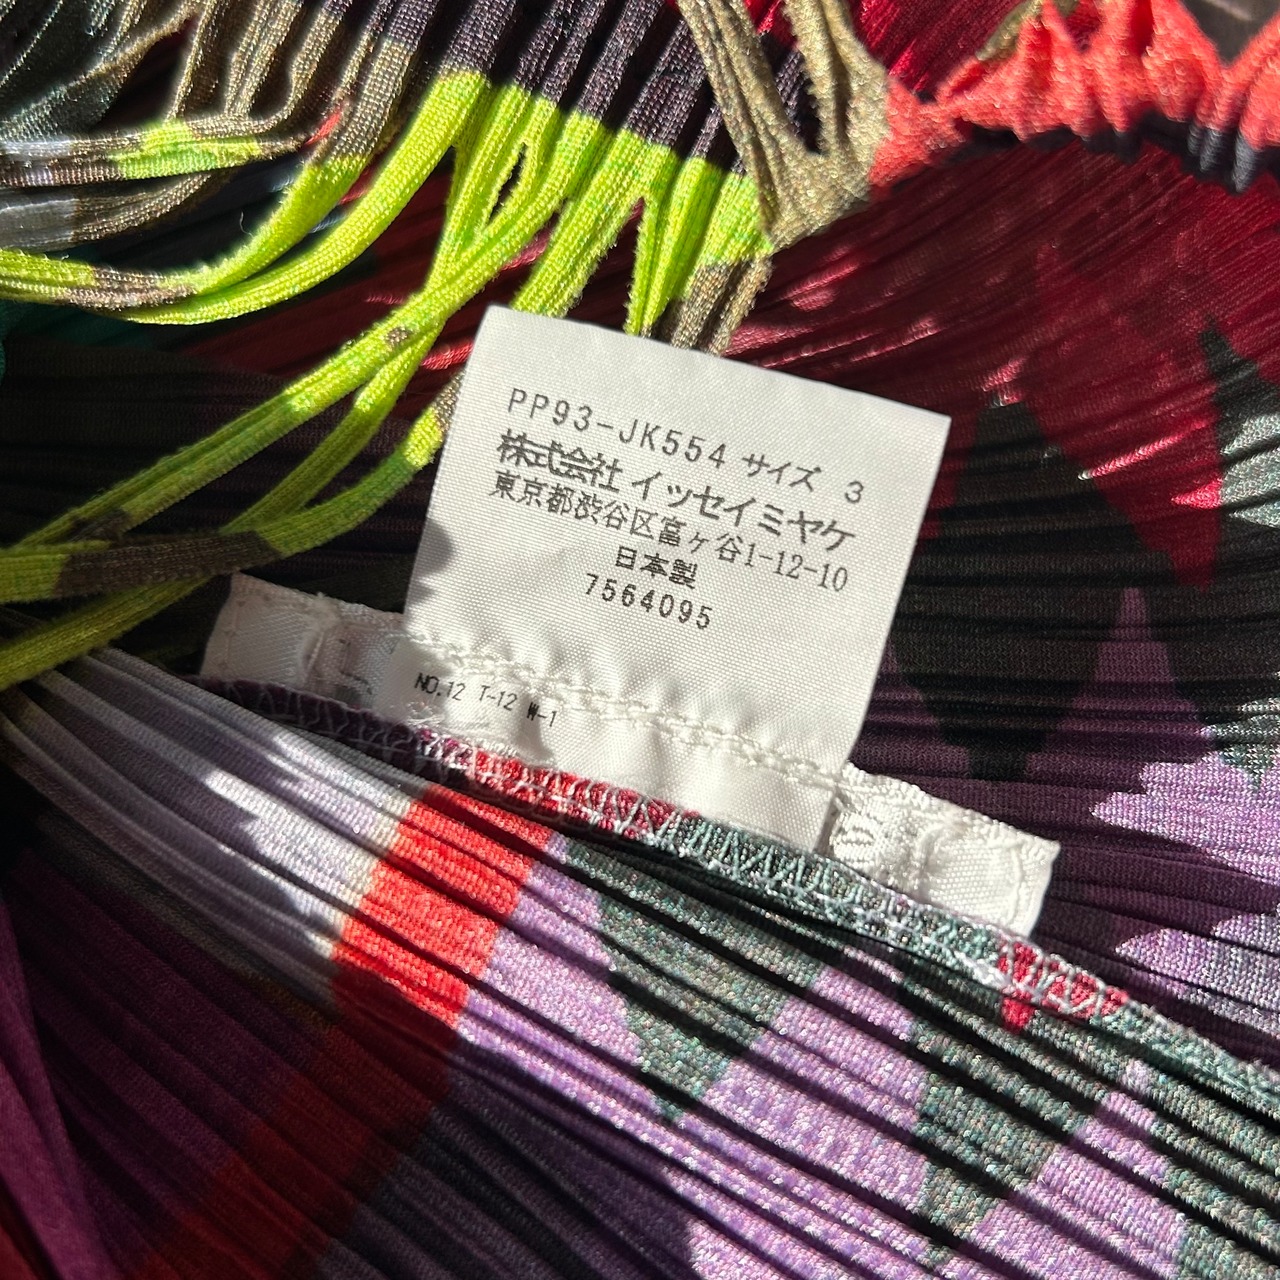 PP93-JK554 サイズ 3
株式会社 イッセイミヤケ
東京都渋谷区富ヶ谷1-12-10
日本製
7564095
NO.12 T-12 W-1